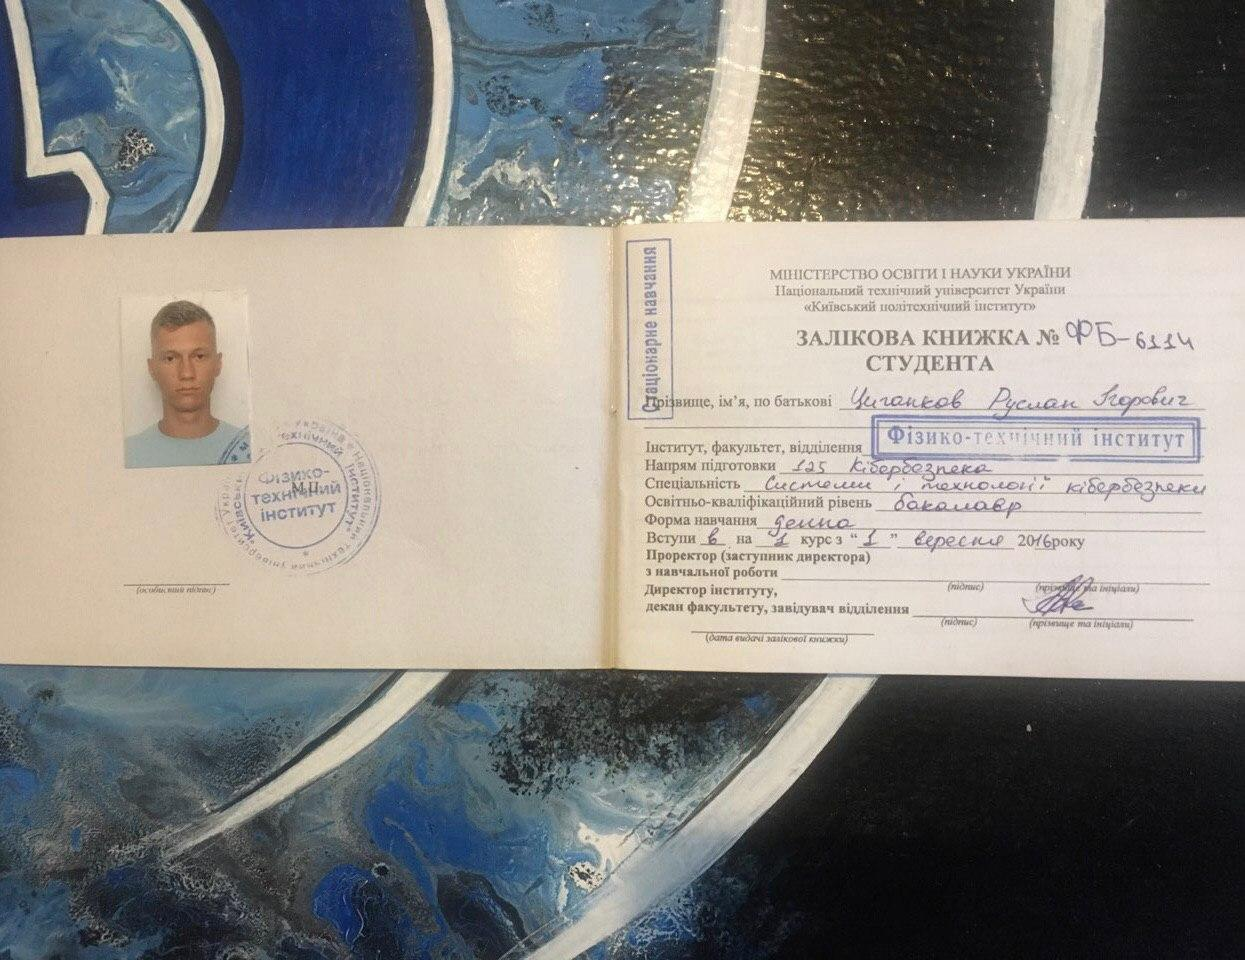 М.П.
Фізико-
технічний
інститут
(особистий підпис)
Стаціонарне навчання
МІНІСТЕРСТВО ОСВІТИ І НАУКИ УКРАЇНИ
Національний технічний університет України
«Київський політехнічний інститут»
ЗАЛІКОВА КНИЖКА № ФБ-6114
СТУДЕНТА
Прізвище, ім’я, по батькові Циганков Руслан Ігорович
Інститут, факультет, відділення Фізико-технічний інститут
Напрям підготовки 125 Кібербезпека
Спеціальність Системи і технології кібербезпеки
Освітньо-кваліфікаційний рівень бакалавр
Форма навчання денна
Вступи в на 1 курс з “ 1 ” вересня 2016року
Проректор (заступник директора)
з навчальної роботи
(підпис) (прізвище та ініціали)
Директор інституту,
декан факультету, завідувач відділення
(підпис) (прізвище та ініціали)
(дата видачі залікової книжки)